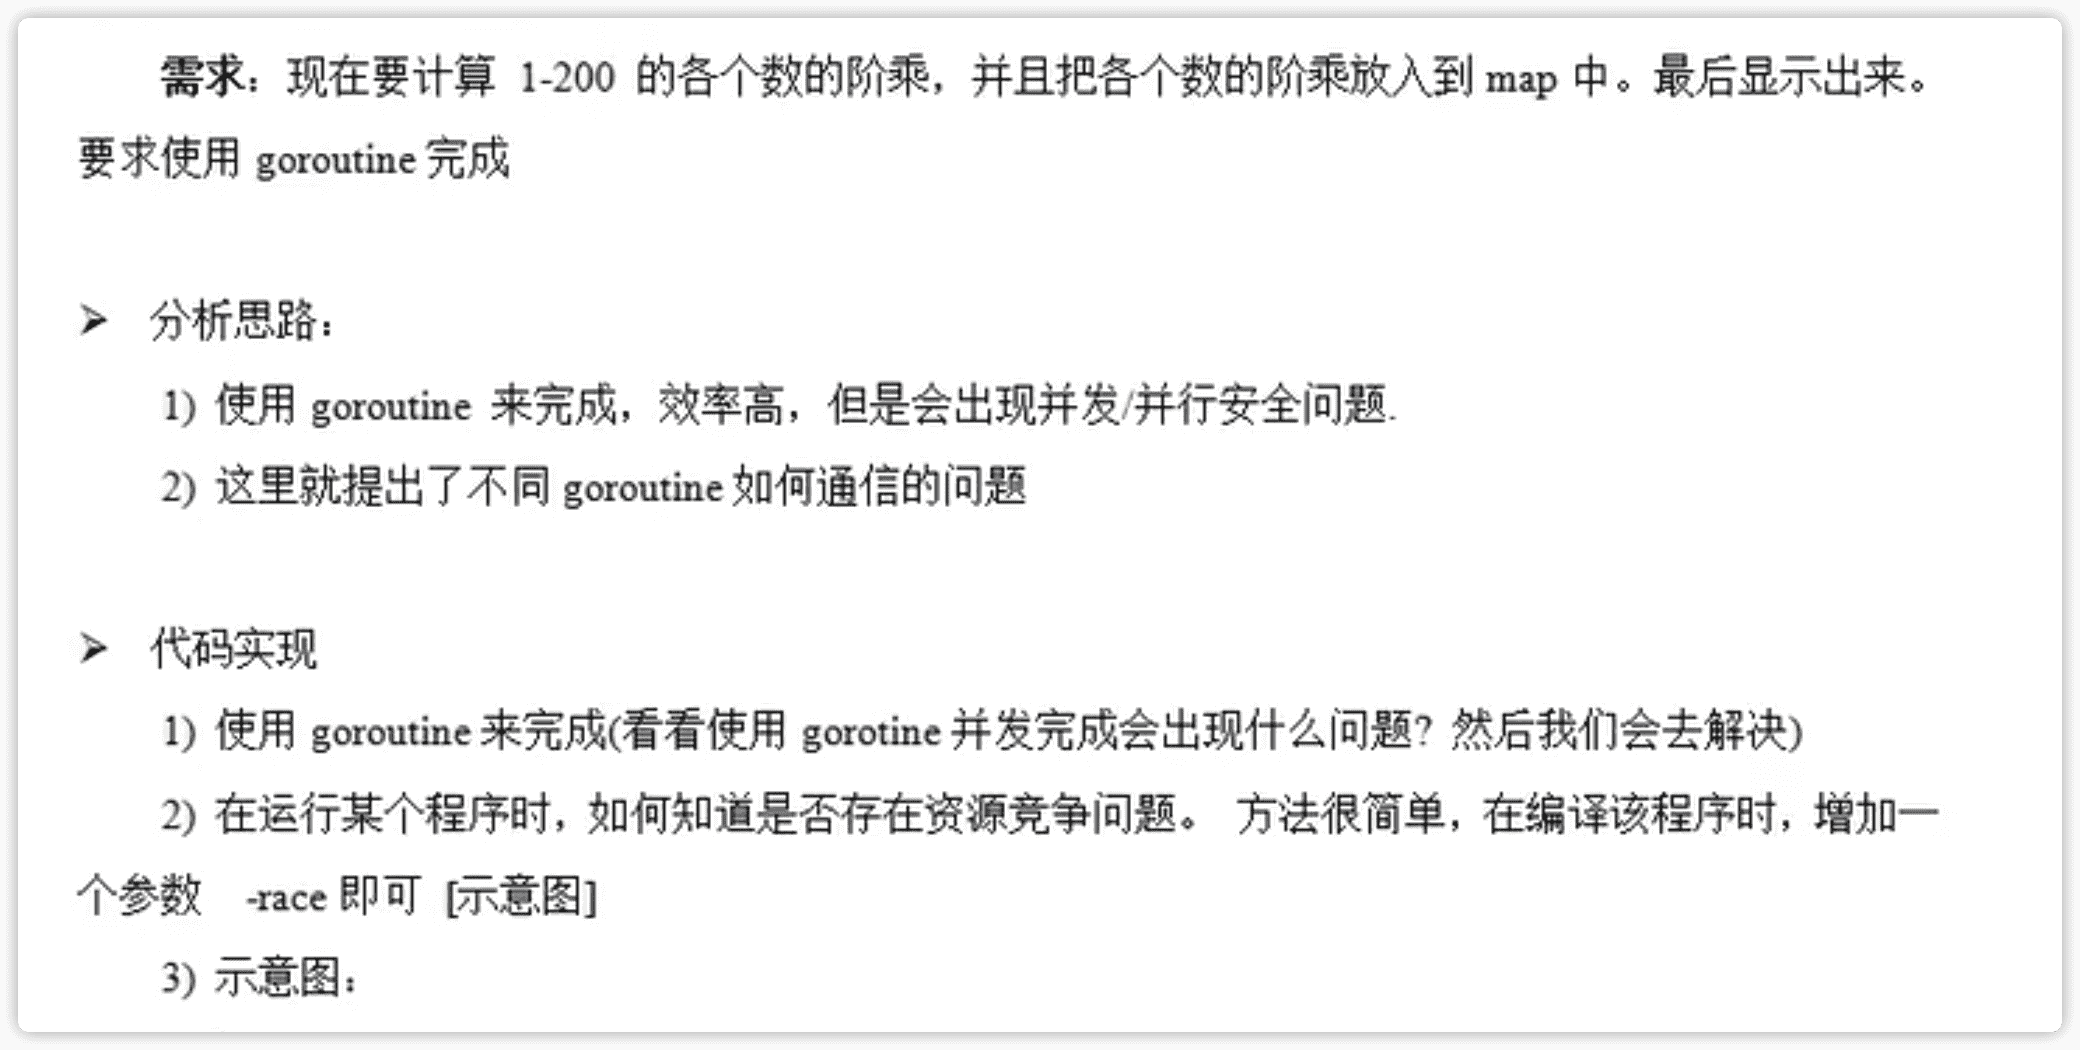 需求：现在要计算 1-200 的各个数的阶乘，并且把各个数的阶乘放入到 map 中。最后显示出来。
要求使用 goroutine 完成
➢ 分析思路：
1) 使用 goroutine 来完成，效率高，但是会出现并发/并行安全问题.
2) 这里就提出了不同 goroutine 如何通信的问题
➢ 代码实现
1) 使用 goroutine 来完成(看看使用 gorotine 并发完成会出现什么问题? 然后我们会去解决)
2) 在运行某个程序时，如何知道是否存在资源竞争问题。 方法很简单，在编译该程序时，增加一
个参数 -race 即可 [示意图]
3) 示意图：